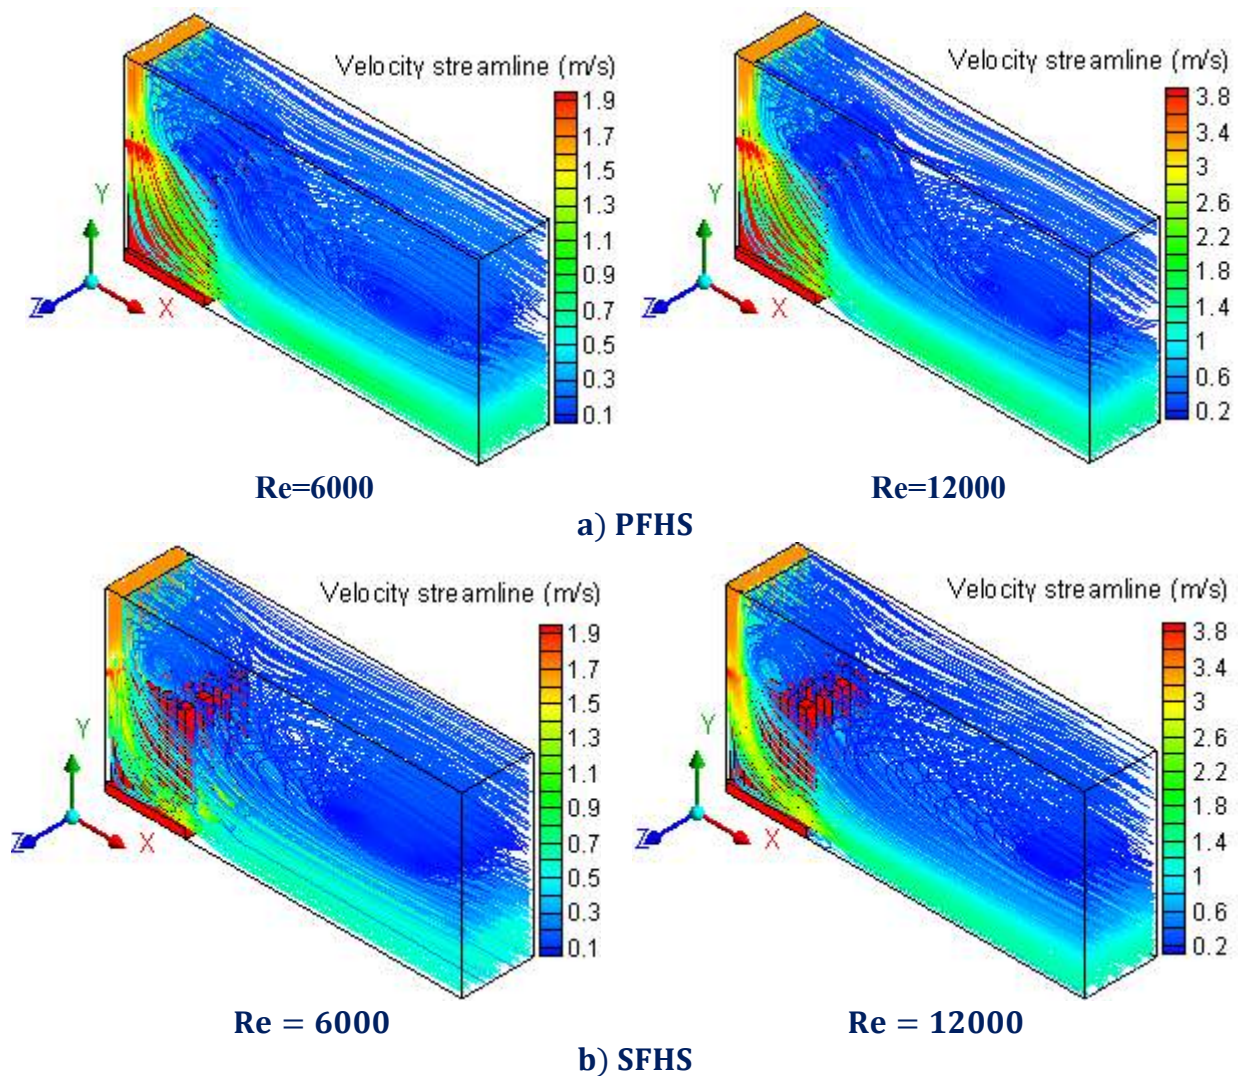 Velocity streamline (m/s)
1.9
1.7
1.5
1.3
1.1
0.9
0.7
0.5
0.3
0.1
Y
Z
X
Re=6000
Velocity streamline (m/s)
3.8
3.4
3
2.6
2.2
1.8
1.4
1
0.6
0.2
Y
Z
X
Re=12000
a) PFHS
Velocity streamline (m/s)
1.9
1.7
1.5
1.3
1.1
0.9
0.7
0.5
0.3
0.1
Y
Z
X
Re = 6000
Velocity streamline (m/s)
3.8
3.4
3
2.6
2.2
1.8
1.4
1
0.6
0.2
Y
Z
X
Re = 12000
b) SFHS